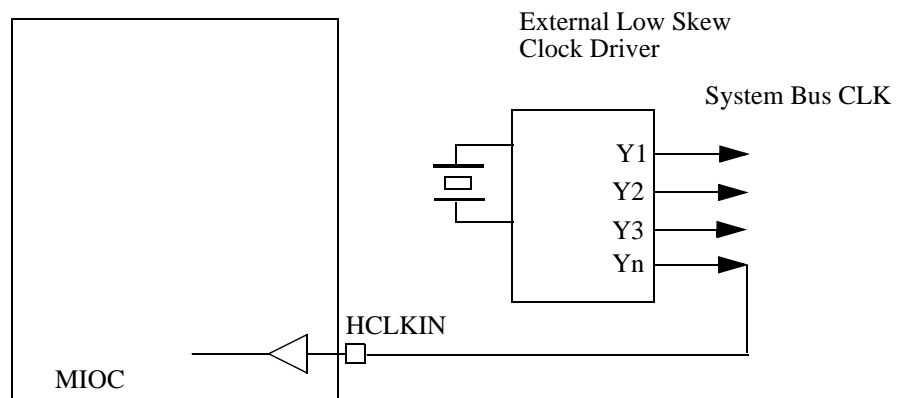 External Low Skew
Clock Driver
System Bus CLK
Y1
Y2
Y3
Yn
HCLKIN
MIOC